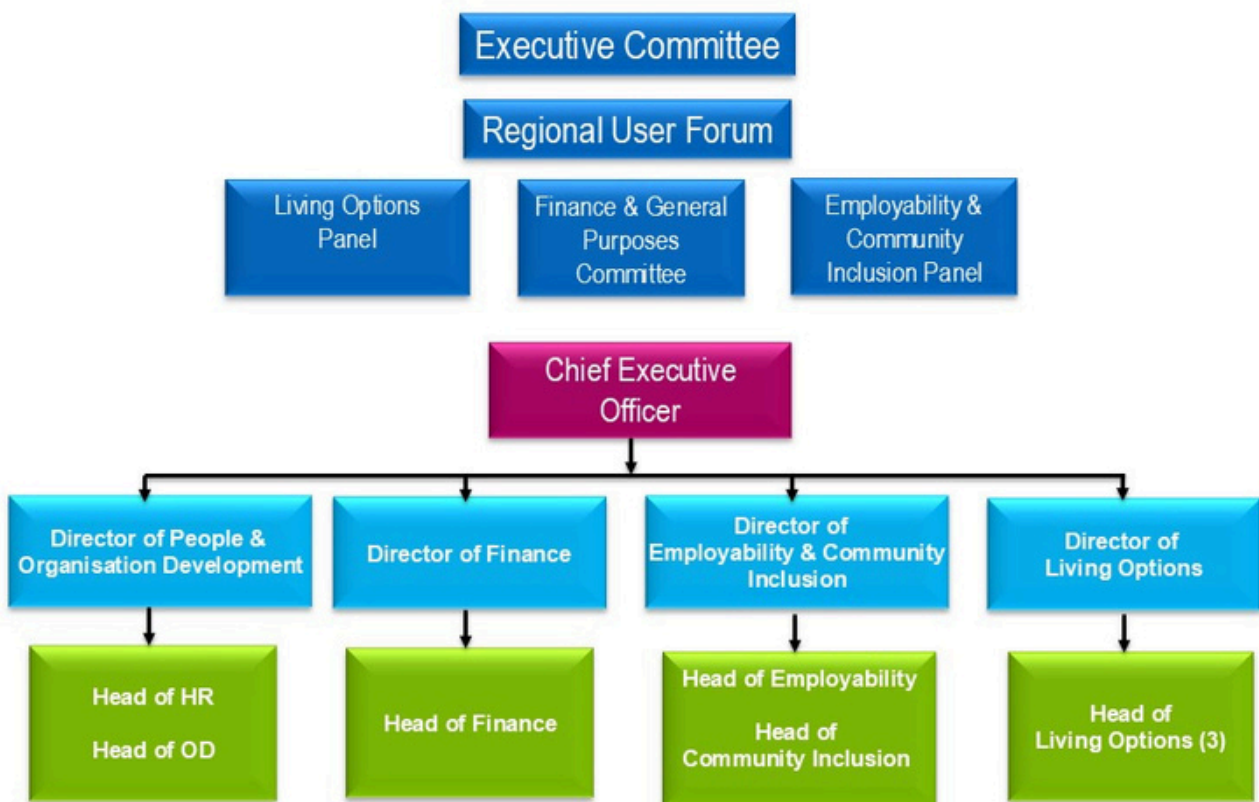 Executive Committee
Regional User Forum
Living Options
Panel
Finance & General
Purposes
Committee
Employability &
Community
Inclusion Panel
Chief Executive
Officer
Director of People &
Organisation Development
Director of Finance
Director of
Employability & Community
Inclusion
Director of
Living Options
Head of HR
Head of OD
Head of Finance
Head of Employability
Head of
Community Inclusion
Head of
Living Options (3)